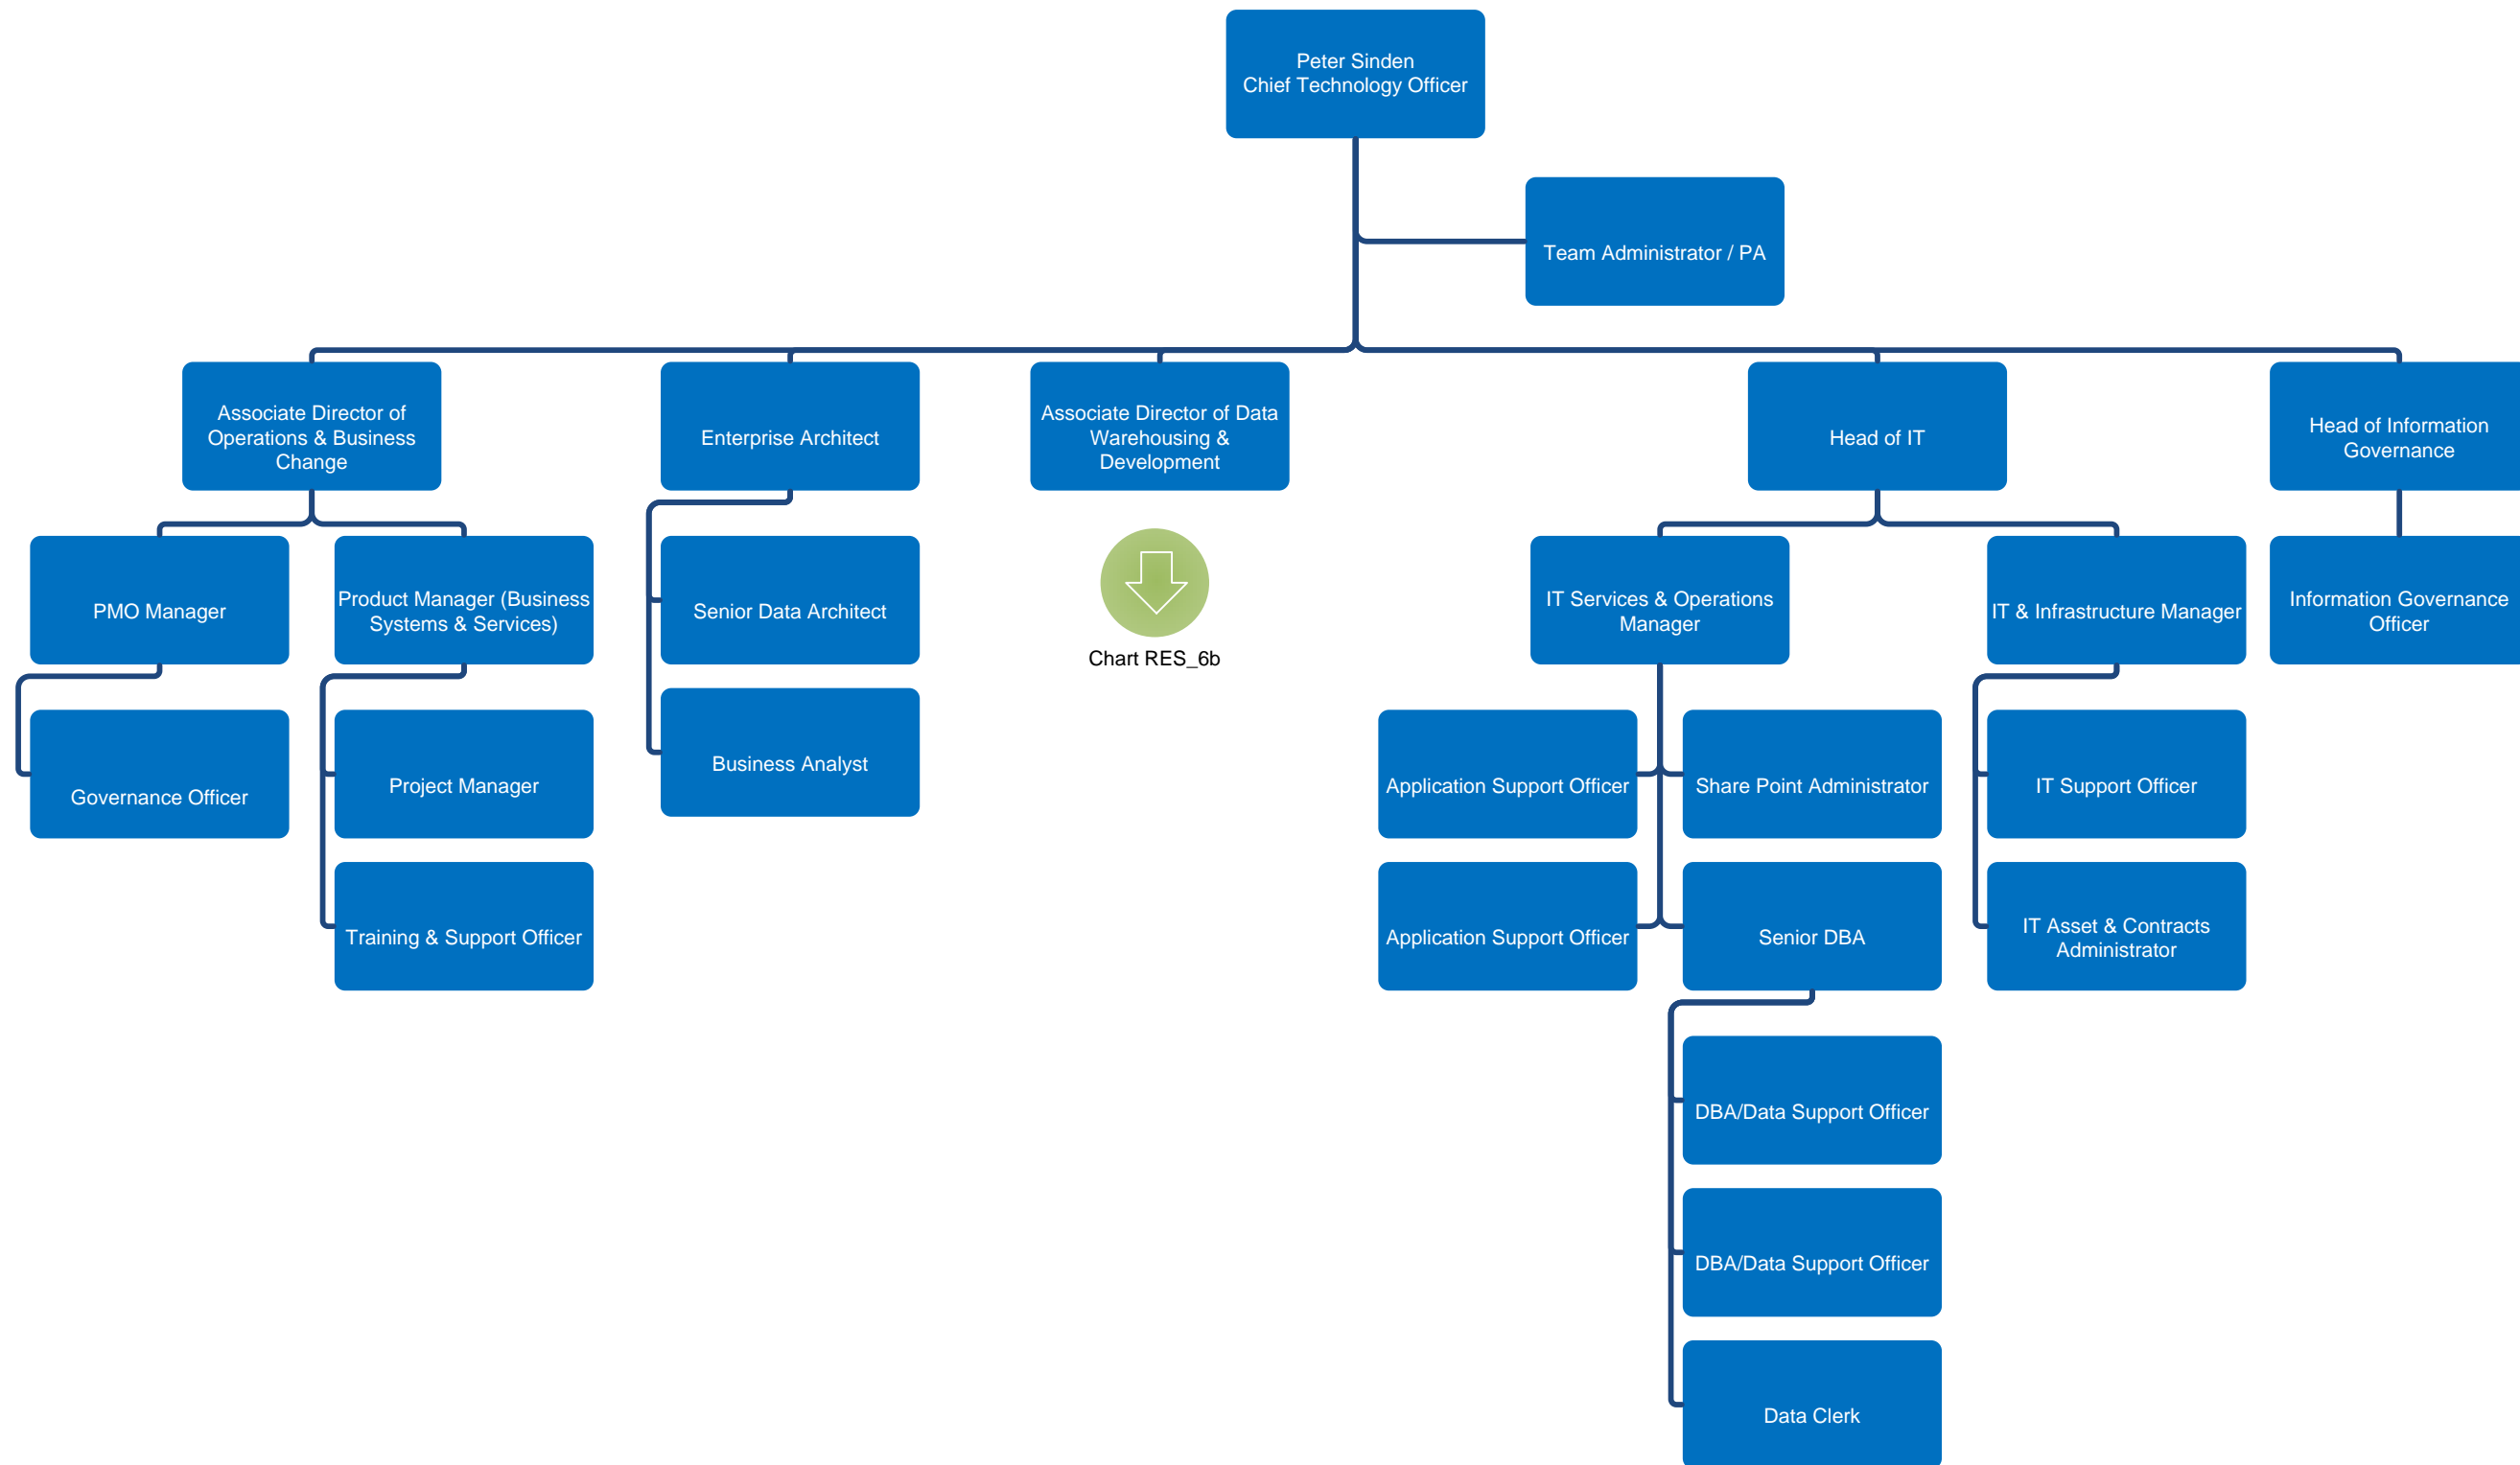 Peter Sinden
Chief Technology Officer
Team Administrator / PA
Associate Director of
Operations & Business
Change
Enterprise Architect
Associate Director of Data
Warehousing &
Development
Head of IT
Head of Information
Governance
PMO Manager
Product Manager (Business
Systems & Services)
Senior Data Architect
Chart RES_6b
IT Services & Operations
Manager
IT & Infrastructure Manager
Information Governance
Officer
Governance Officer
Project Manager
Business Analyst
Application Support Officer
Share Point Administrator
IT Support Officer
Training & Support Officer
Application Support Officer
Senior DBA
IT Asset & Contracts
Administrator
DBA/Data Support Officer
DBA/Data Support Officer
Data Clerk